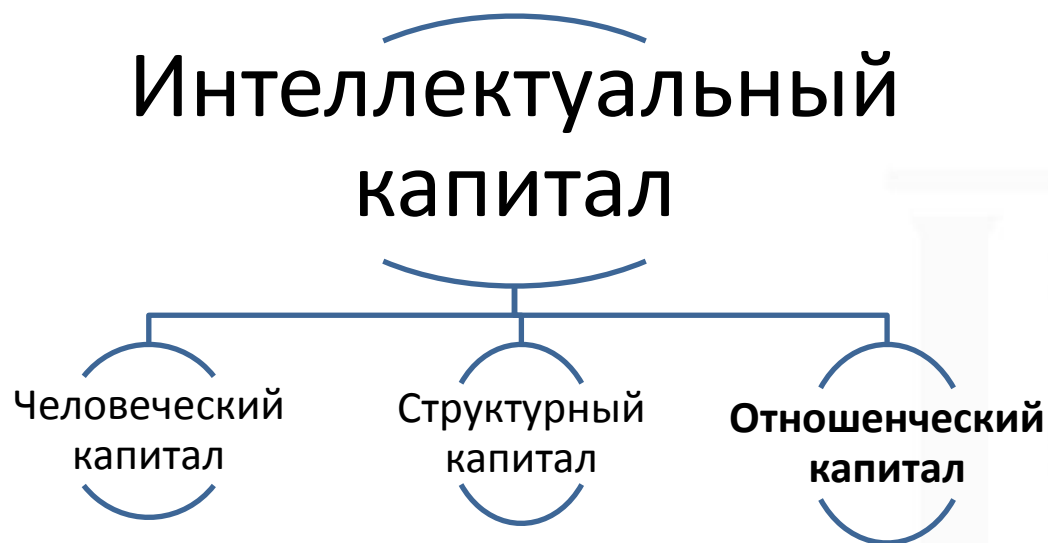 Интеллектуальный
капитал
Человеческий
капитал
Структурный
капитал
Отношенческий
капитал